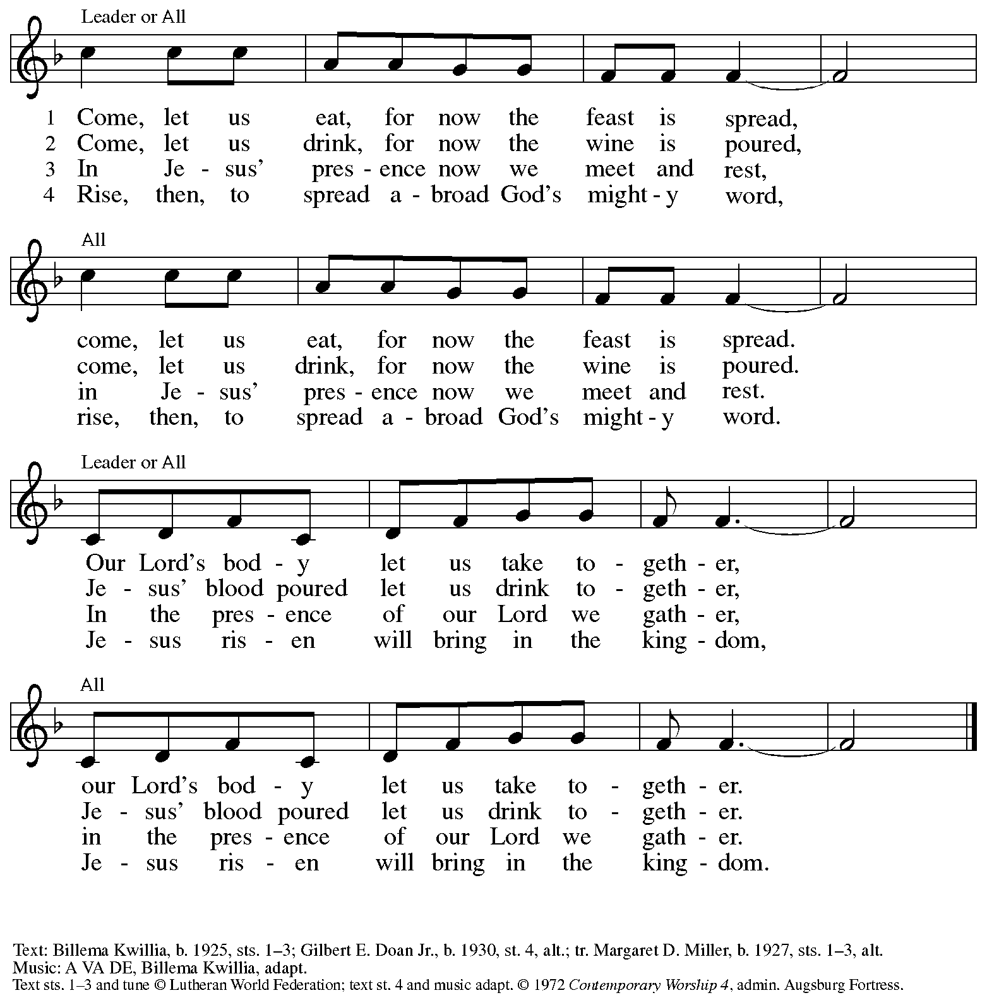 Leader or All
1 Come, let us eat, for now the feast is spread,
2 Come, let us drink, for now the wine is poured,
3 In Je - sus’ pres - ence now we meet and rest,
4 Rise, then, to spread a - broad God’s might - y word,
All
come, let us eat, for now the feast is spread.
come, let us drink, for now the wine is poured.
in Je - sus’ pres - ence now we meet and rest.
rise, then, to spread a - broad God’s might - y word.
Leader or All
Our Lord’s bod - y let us take to - geth - er,
Je - sus’ blood poured let us drink to - geth - er,
In the pres - ence of our Lord we gath - er,
Je - sus ris - en will bring in the king - dom,
All
our Lord’s bod - y let us take to - geth - er.
Je - sus’ blood poured let us drink to - geth - er.
in the pres - ence of our Lord we gath - er.
Je - sus ris - en will bring in the king - dom.
Text: Billema Kwillia, b. 1925, sts. 1–3; Gilbert E. Doan Jr., b. 1930, st. 4, alt.; tr. Margaret D. Miller, b. 1927, sts. 1–3, alt.
Music: A VA DE, Billema Kwillia, adapt.
Text sts. 1–3 and tune © Lutheran World Federation; text st. 4 and music adapt. © 1972 Contemporary Worship 4, admin. Augsburg Fortress.